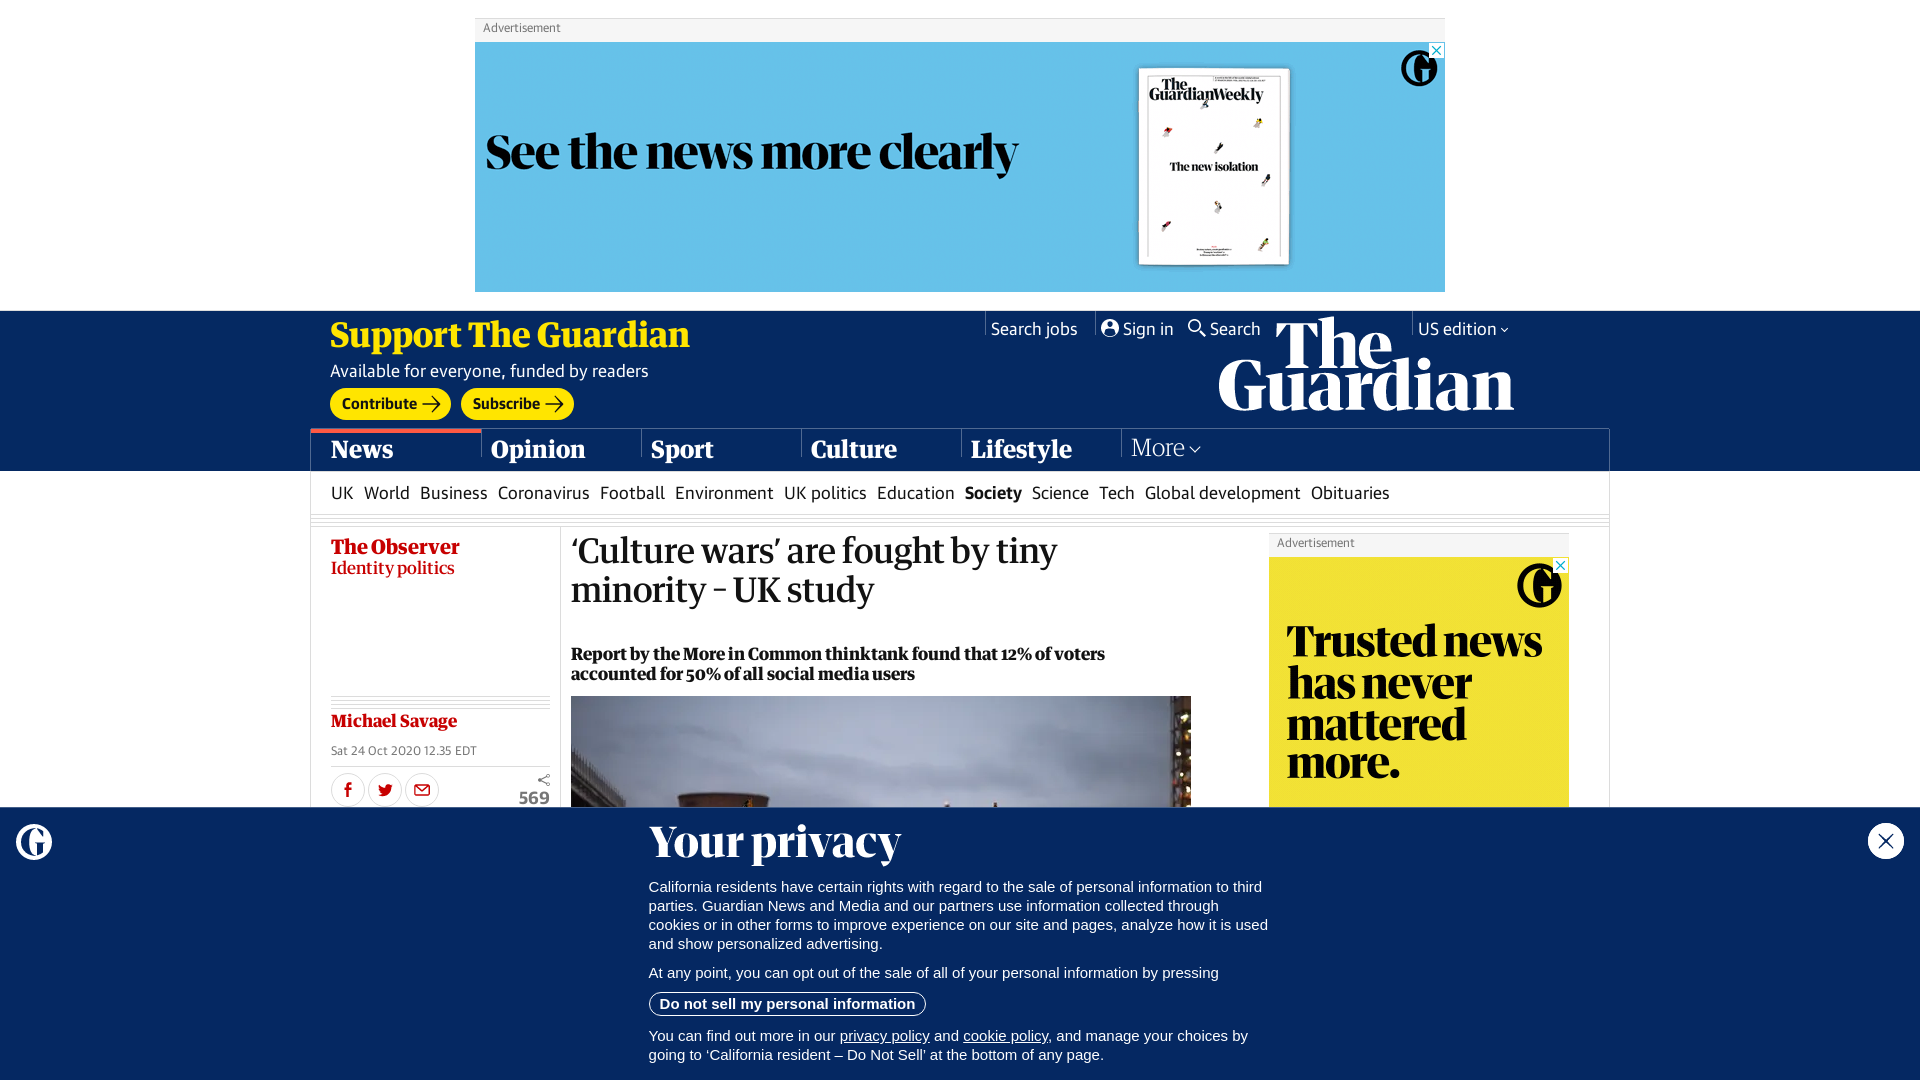 Advertisement
See the news more clearly
The
GuardianWeekly
The new isolation
Support The Guardian
Available for everyone, funded by readers
Contribute
Subscribe
Search jobs
Sign in
Search
US edition
The
Guardian
News
Opinion
Sport
Culture
Lifestyle
More
UK World Business Coronavirus Football Environment UK politics Education Society Science Tech Global development Obituaries
The Observer
Identity politics
‘Culture wars’ are fought by tiny
minority – UK study
Report by the More in Common thinktank found that 12% of voters
accounted for 50% of all social media users
Michael Savage
Sat 24 Oct 2020 12.35 EDT
569
Advertisement
Trusted news
has never
mattered
more.
Your privacy
California residents have certain rights with regard to the sale of personal information to third
parties. Guardian News and Media and our partners use information collected through
cookies or in other forms to improve experience on our site and pages, analyze how it is used
and show personalized advertising.
At any point, you can opt out of the sale of all of your personal information by pressing
Do not sell my personal information
You can find out more in our privacy policy and cookie policy, and manage your choices by
going to ‘California resident – Do Not Sell’ at the bottom of any page.